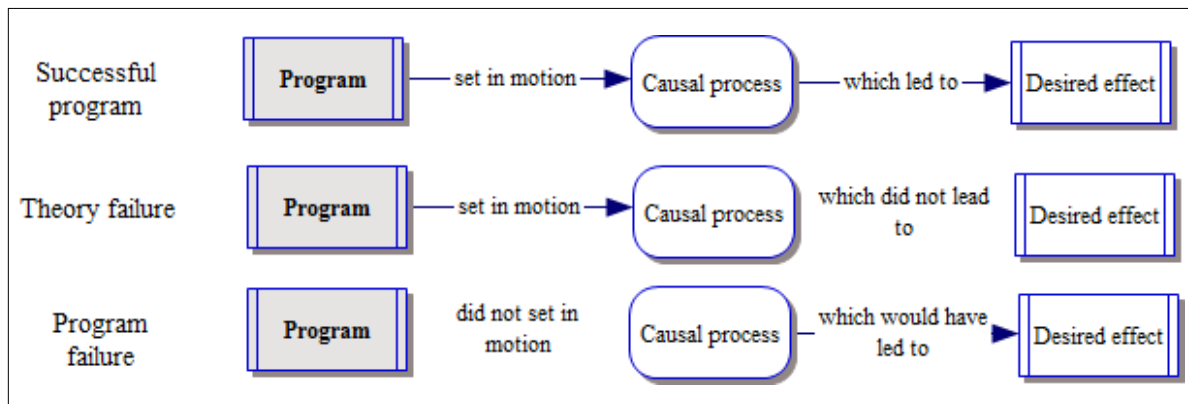 Successful
program
Program
set in motion
Causal process
which led to
Desired effect
Theory failure
Program
set in motion
Causal process
which did not lead
to
Desired effect
Program
failure
Program
did not set in
motion
Causal process
which would have
led to
Desired effect